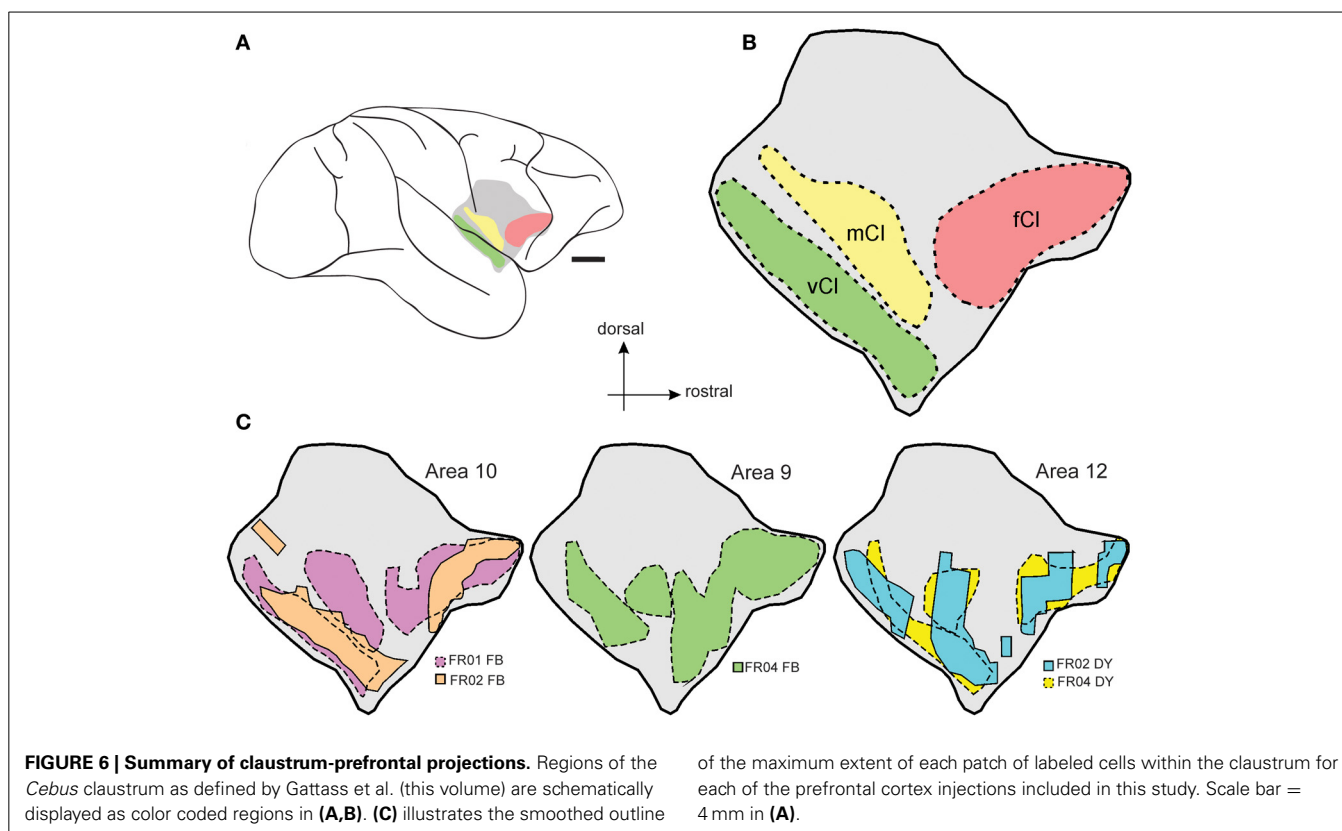 A
B
fCl
mCl
vCl
dorsal
rostral
C
Area 10
Area 9
Area 12
FR01 FB
FR02 FB
FR04 FB
FR02 DY
FR04 DY
FIGURE 6 | Summary of claustrum-prefrontal projections. Regions of the
Cebus claustrum as defined by Gattass et al. (this volume) are schematically
displayed as color coded regions in (A,B). (C) illustrates the smoothed outline
of the maximum extent of each patch of labeled cells within the claustrum for
each of the prefrontal cortex injections included in this study. Scale bar =
4 mm in (A).